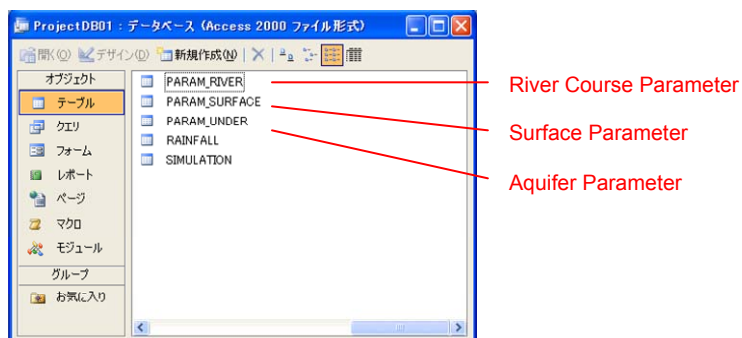 ProjectDB01 : データベース (Access 2000 ファイル形式)
開く(O) デザイン(D) 新規作成(N)
オブジェクト
テーブル
クエリ
フォーム
レポート
ページ
マクロ
モジュール
グループ
お気に入り
PARAM_RIVER
PARAM_SURFACE
PARAM_UNDER
RAINFALL
SIMULATION
River Course Parameter
Surface Parameter
Aquifer Parameter